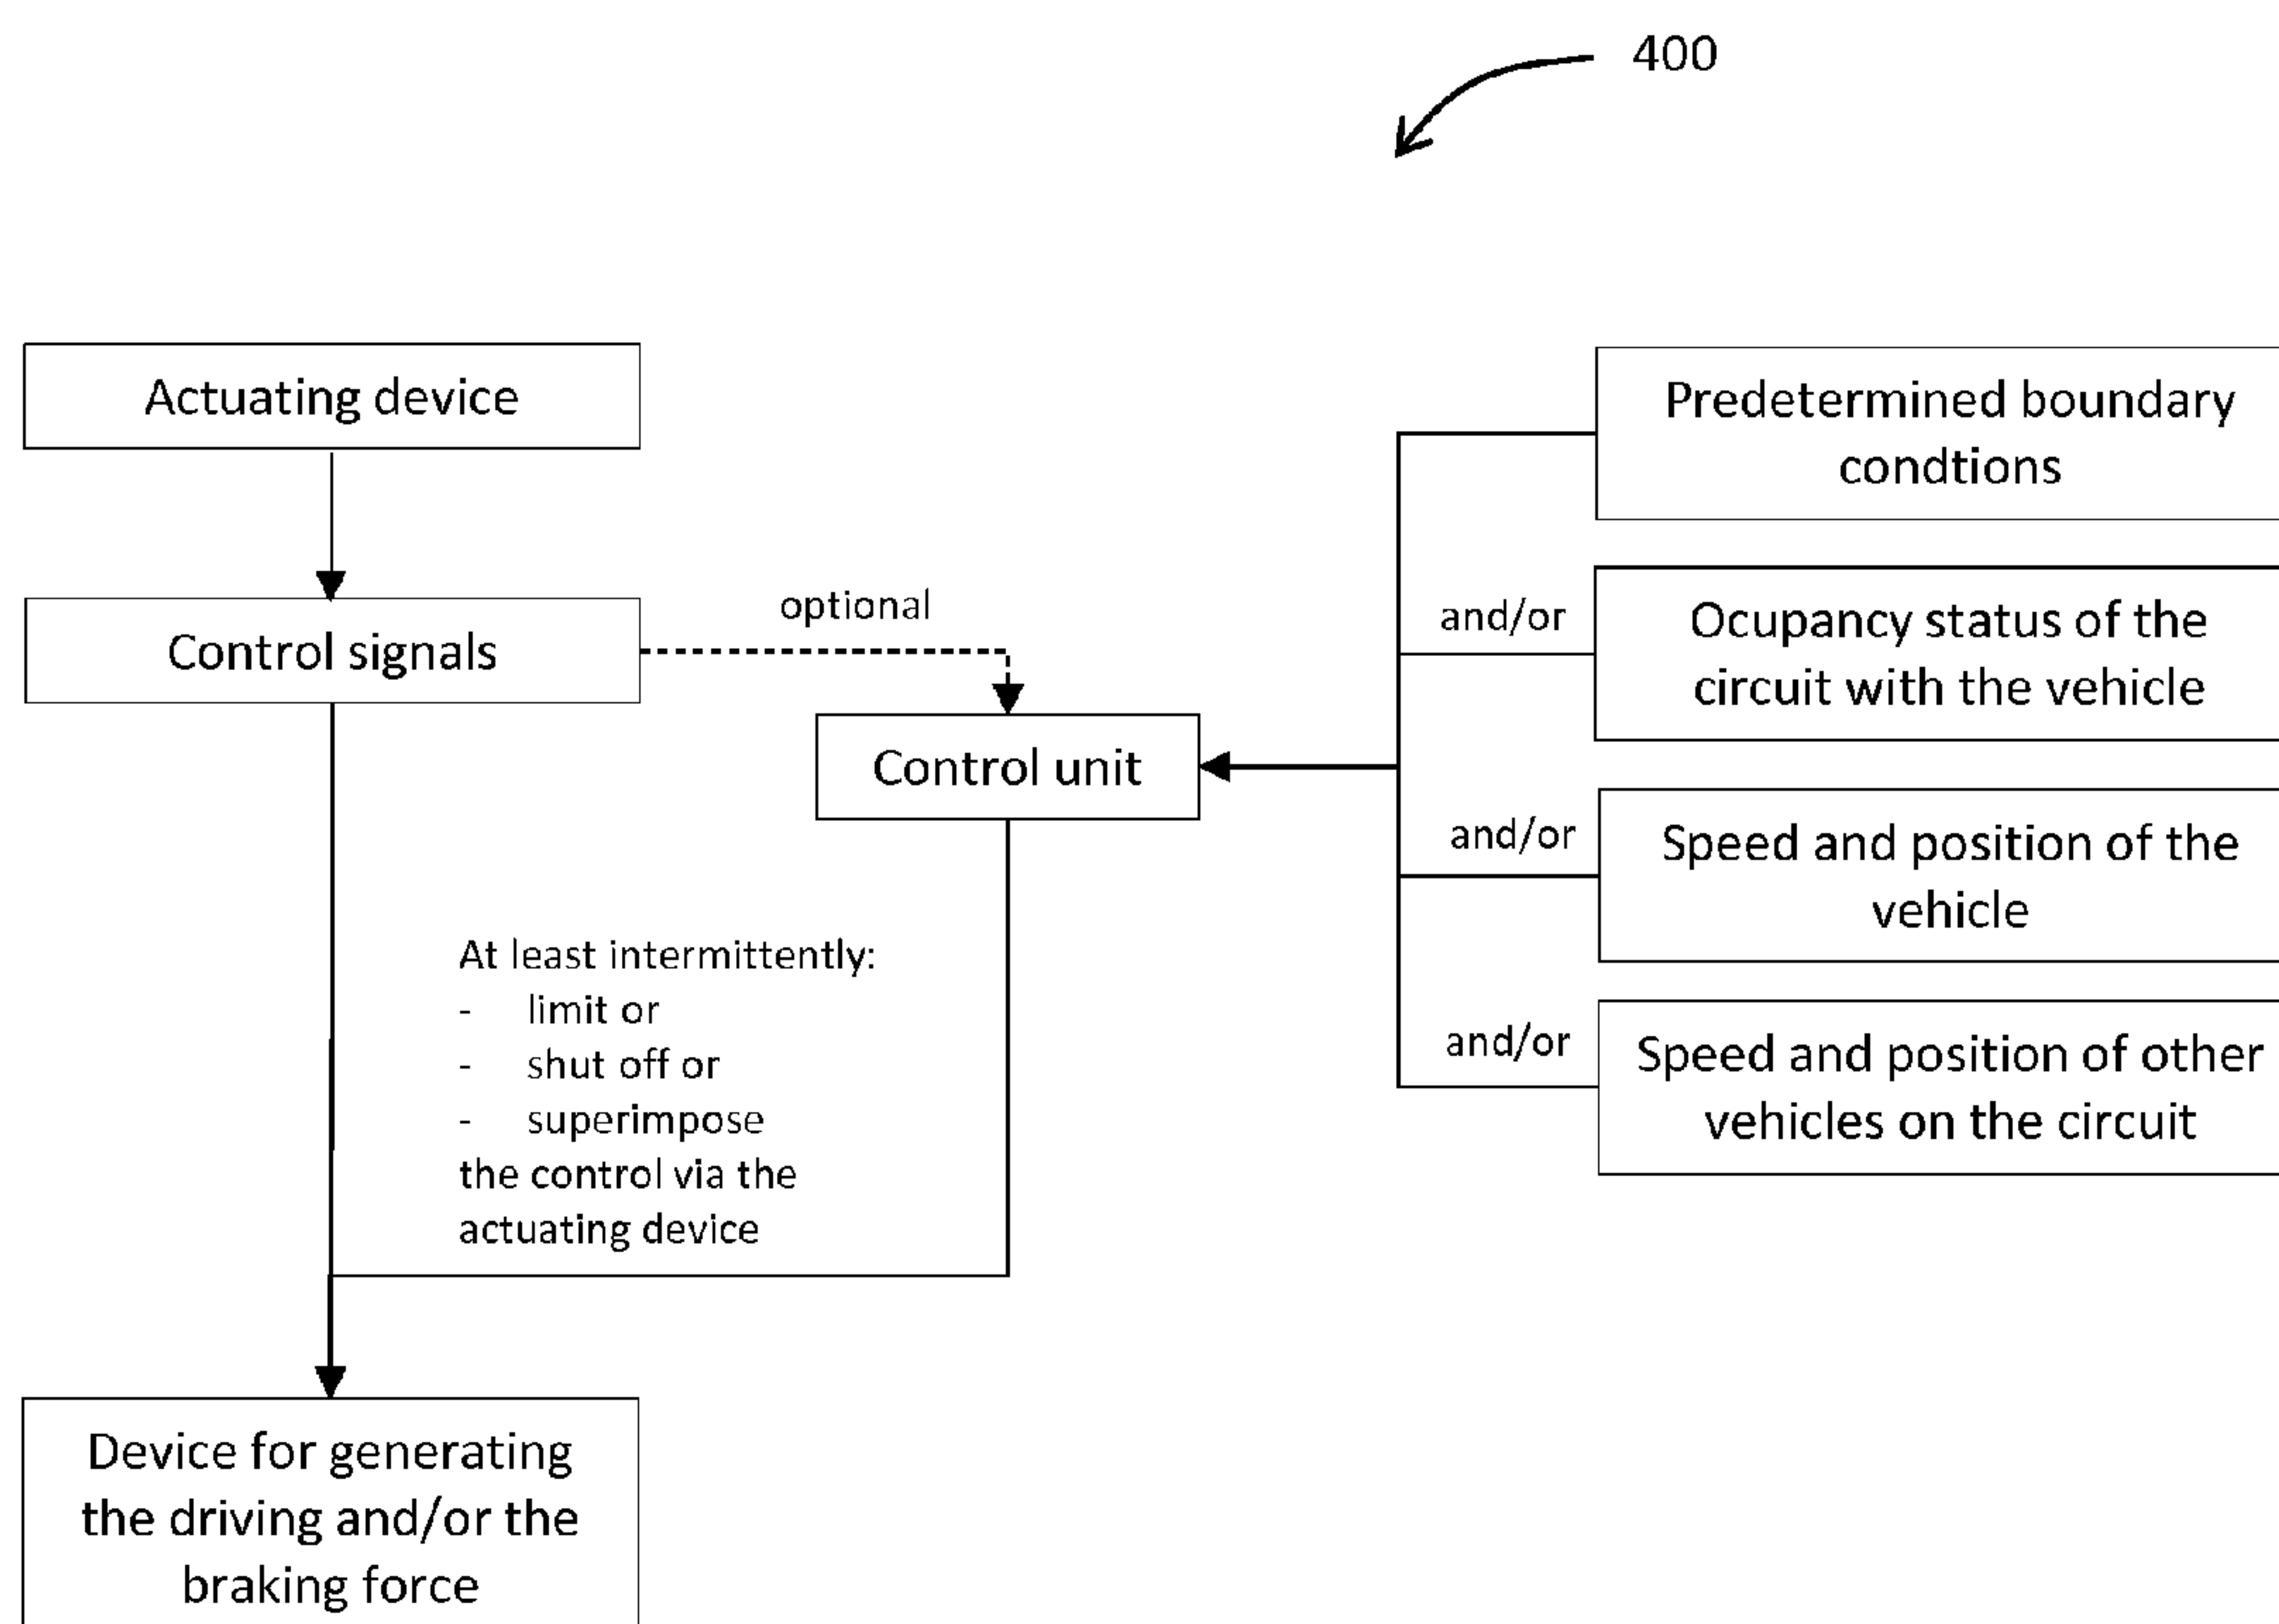 400
Actuating device
Control signals
optional
Control unit
At least intermittently:
- limit or
- shut off or
- superimpose
the control via the
actuating device
Device for generating
the driving and/or the
braking force
Predetermined boundary
condtions
and/or
Ocupancy status of the
circuit with the vehicle
and/or
Speed and position of the
vehicle
and/or
Speed and position of other
vehicles on the circuit